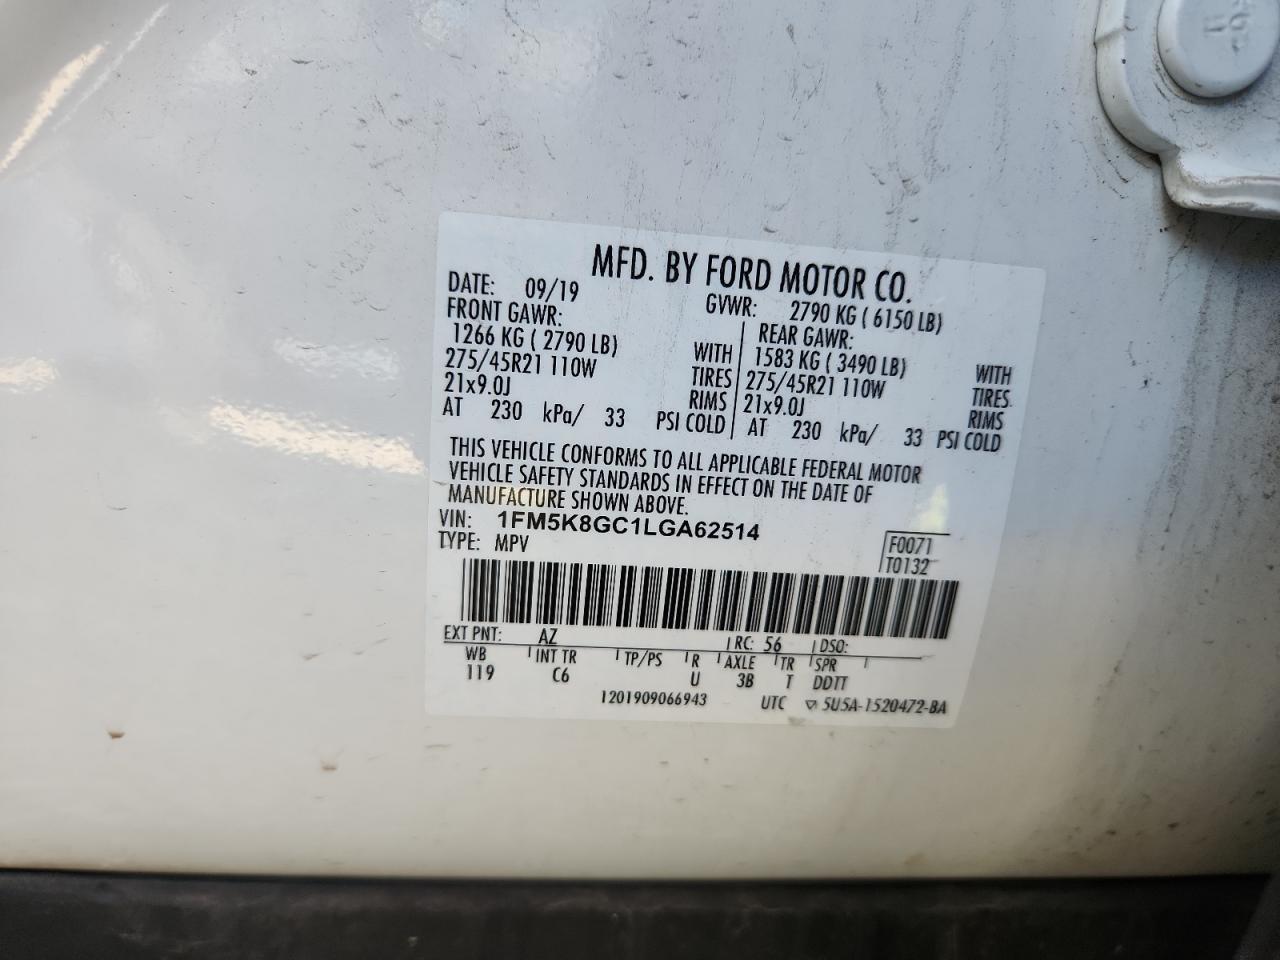 MFD. BY FORD MOTOR CO.
DATE: 09/19 GVWR: 2790 KG ( 6150 LB)
FRONT GAWR: REAR GAWR:
1266 KG ( 2790 LB) WITH 1583 KG ( 3490 LB) WITH
275/45R21 110W TIRES 275/45R21 110W TIRES
21x9.0J RIMS 21x9.0J RIMS
AT 230 kPa/ 33 PSI COLD AT 230 kPa/ 33 PSI COLD
THIS VEHICLE CONFORMS TO ALL APPLICABLE FEDERAL MOTOR
VEHICLE SAFETY STANDARDS IN EFFECT ON THE DATE OF
MANUFACTURE SHOWN ABOVE.
VIN: 1FM5K8GC1LGA62514
TYPE: MPV
F0071
T0132
EXT PNT: AZ RC: 56 DSO:
WB INT TR TP/PS R AXLE TR SPR
119 C6 U 3B T DDTT
1201909066943 UTC 5U5A-1520472-BA